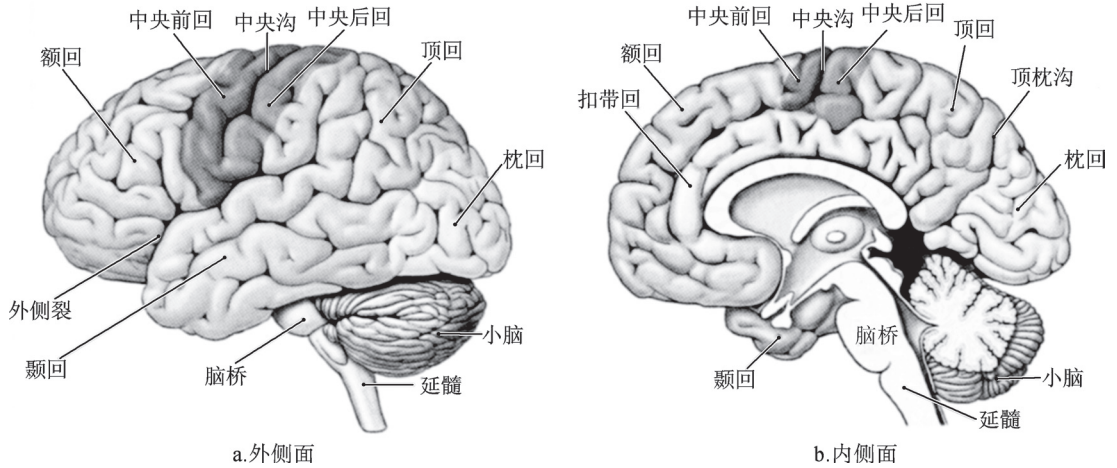 中央前回
中央沟
中央后回
额回
顶回
枕回
外侧裂
颞回
脑桥
小脑
延髓
a.外侧面
中央前回
中央沟
中央后回
额回
顶回
扣带回
顶枕沟
枕回
脑桥
颞回
小脑
延髓
b.内侧面